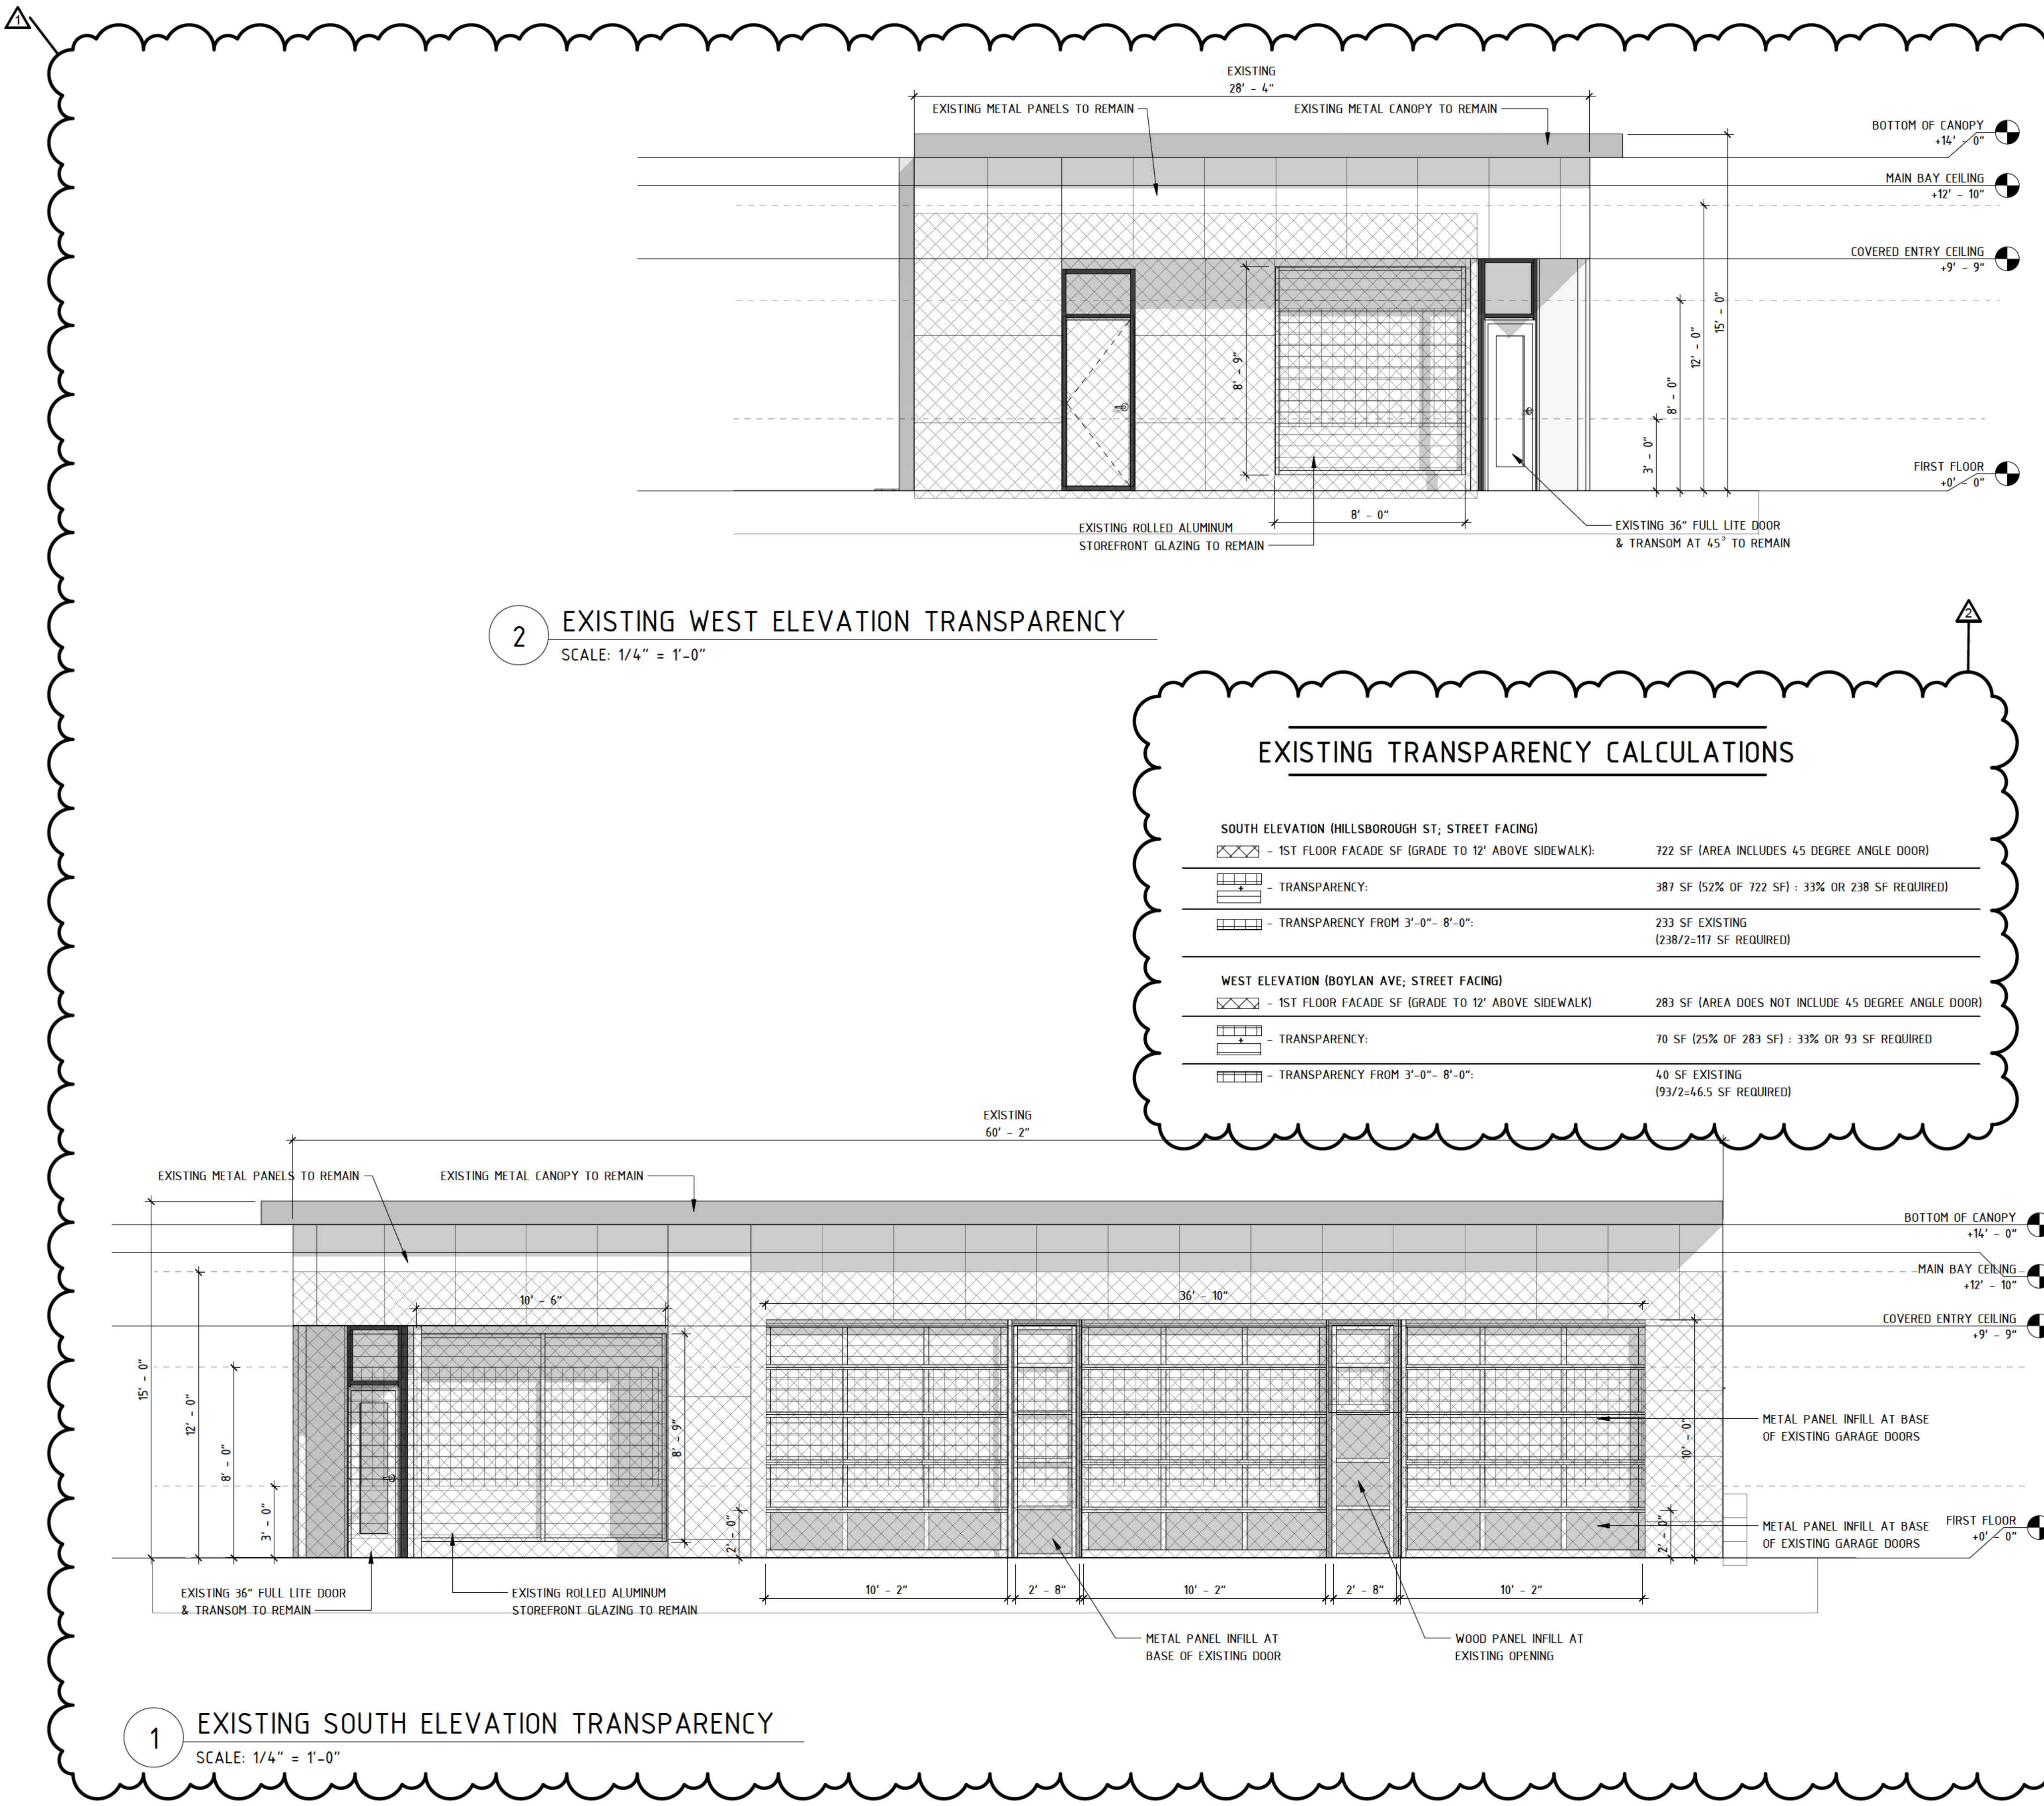 1
EXISTING
28' - 4"
EXISTING METAL PANELS TO REMAIN
EXISTING METAL CANOPY TO REMAIN
BOTTOM OF CANOPY
+14' - 0"
MAIN BAY CEILING
+12' - 10"
COVERED ENTRY CEILING
+9' - 9"
8' - 9"
3' - 0"
8' - 0"
12' - 0"
15' - 0"
FIRST FLOOR
+0' - 0"
8' - 0"
EXISTING ROLLED ALUMINUM
STOREFRONT GLAZING TO REMAIN
EXISTING 36" FULL LITE DOOR
& TRANSOM AT 45° TO REMAIN
2
EXISTING WEST ELEVATION TRANSPARENCY
SCALE: 1/4" = 1'-0"
2
EXISTING TRANSPARENCY CALCULATIONS
SOUTH ELEVATION (HILLSBOROUGH ST; STREET FACING)
- 1ST FLOOR FACADE SF (GRADE TO 12' ABOVE SIDEWALK): 722 SF (AREA INCLUDES 45 DEGREE ANGLE DOOR)
+ - TRANSPARENCY: 387 SF (52% OF 722 SF) : 33% OR 238 SF REQUIRED)
- TRANSPARENCY FROM 3'-0"- 8'-0": 233 SF EXISTING
(238/2=117 SF REQUIRED)
WEST ELEVATION (BOYLAN AVE; STREET FACING)
- 1ST FLOOR FACADE SF (GRADE TO 12' ABOVE SIDEWALK) 283 SF (AREA DOES NOT INCLUDE 45 DEGREE ANGLE DOOR)
+ - TRANSPARENCY: 70 SF (25% OF 283 SF) : 33% OR 93 SF REQUIRED
- TRANSPARENCY FROM 3'-0"- 8'-0": 40 SF EXISTING
(93/2=46.5 SF REQUIRED)
EXISTING
60' - 2"
EXISTING METAL PANELS TO REMAIN
EXISTING METAL CANOPY TO REMAIN
BOTTOM OF CANOPY
+14' - 0"
MAIN BAY CEILING
+12' - 10"
COVERED ENTRY CEILING
+9' - 9"
10' - 6"
36' - 10"
15' - 0"
12' - 0"
8' - 0"
3' - 0"
8' - 9"
2' - 0"
10' - 0"
2' - 0"
METAL PANEL INFILL AT BASE
OF EXISTING GARAGE DOORS
METAL PANEL INFILL AT BASE
OF EXISTING GARAGE DOORS
FIRST FLOOR
+0' - 0"
10' - 2"
2' - 8"
10' - 2"
2' - 8"
10' - 2"
EXISTING 36" FULL LITE DOOR
& TRANSOM TO REMAIN
EXISTING ROLLED ALUMINUM
STOREFRONT GLAZING TO REMAIN
METAL PANEL INFILL AT
BASE OF EXISTING DOOR
WOOD PANEL INFILL AT
EXISTING OPENING
1
EXISTING SOUTH ELEVATION TRANSPARENCY
SCALE: 1/4" = 1'-0"